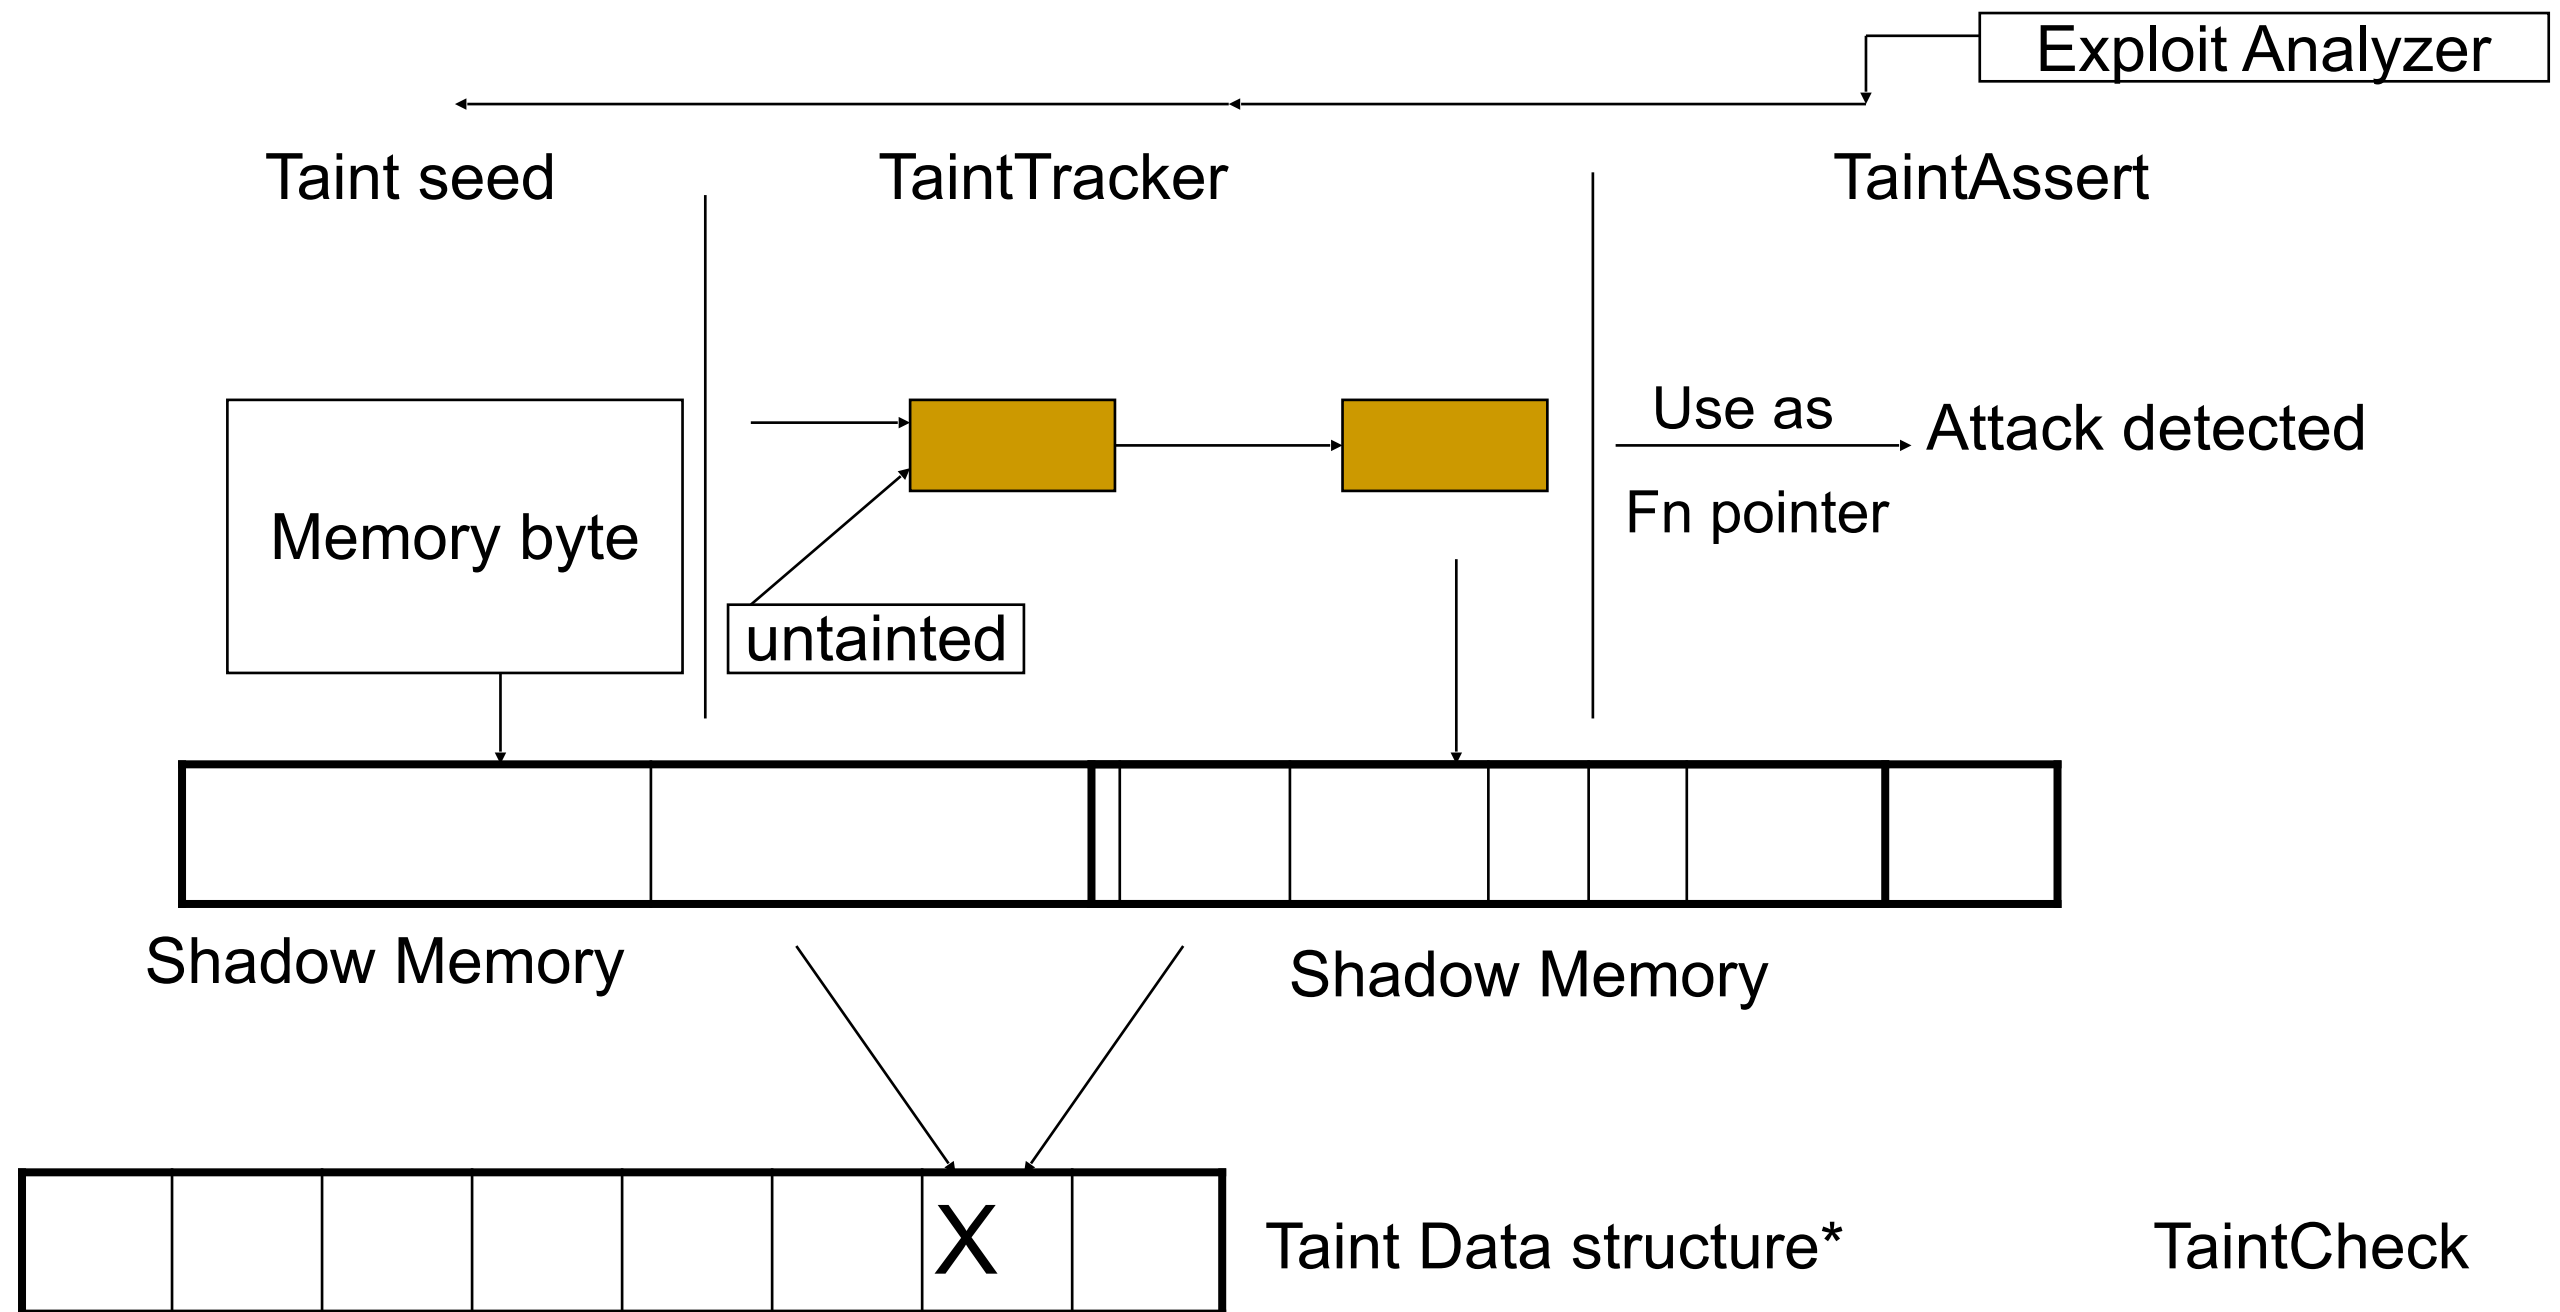 Exploit Analyzer
Taint seed
TaintTracker
TaintAssert
Use as
Attack detected
Fn pointer
Memory byte
untainted
Shadow Memory
Shadow Memory
X
Taint Data structure*
TaintCheck